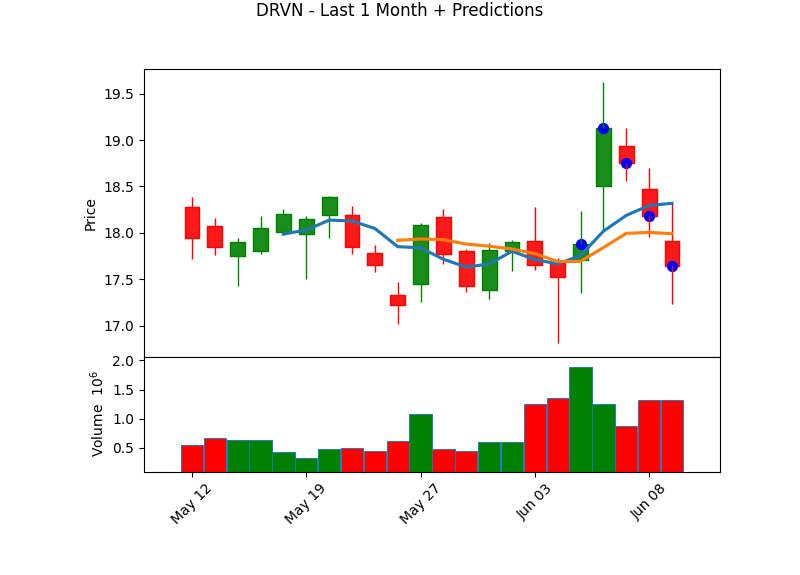 DRVN - Last 1 Month + Predictions
19.5
19.0
18.5
18.0
17.5
17.0
Price
2.0
1.5
1.0
0.5
Volume 10^6
May 12
May 19
May 27
Jun 03
Jun 08